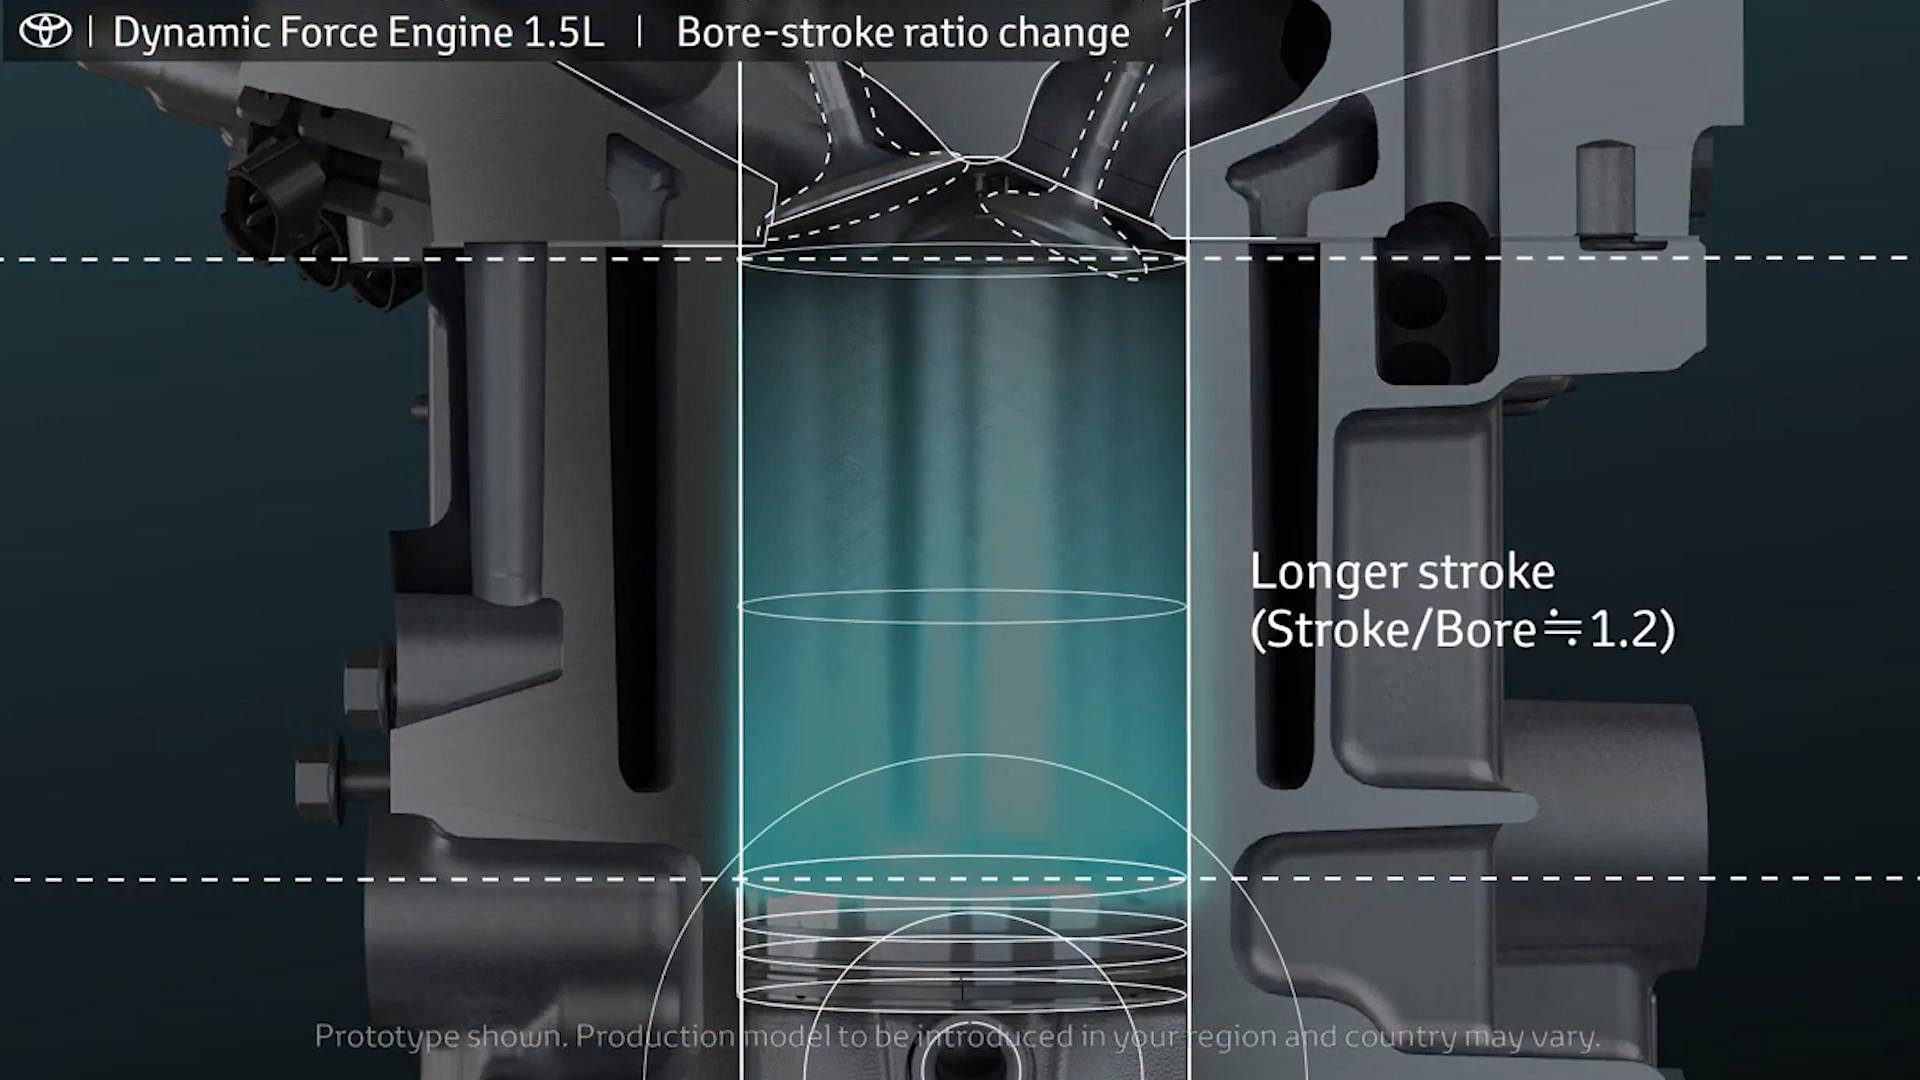 Dynamic Force Engine 1.5L | Bore-stroke ratio change
Longer stroke
(Stroke/Bore≒1.2)
Prototype shown. Production model to be introduced in your region and country may vary.